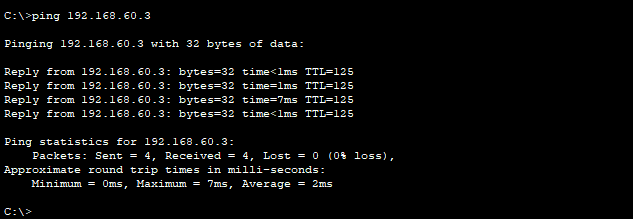 C:\>ping 192.168.60.3
Pinging 192.168.60.3 with 32 bytes of data:
Reply from 192.168.60.3: bytes=32 time<1ms TTL=125
Reply from 192.168.60.3: bytes=32 time=1ms TTL=125
Reply from 192.168.60.3: bytes=32 time=7ms TTL=125
Reply from 192.168.60.3: bytes=32 time<1ms TTL=125
Ping statistics for 192.168.60.3:
    Packets: Sent = 4, Received = 4, Lost = 0 (0% loss),
Approximate round trip times in milli-seconds:
    Minimum = 0ms, Maximum = 7ms, Average = 2ms
C:\>